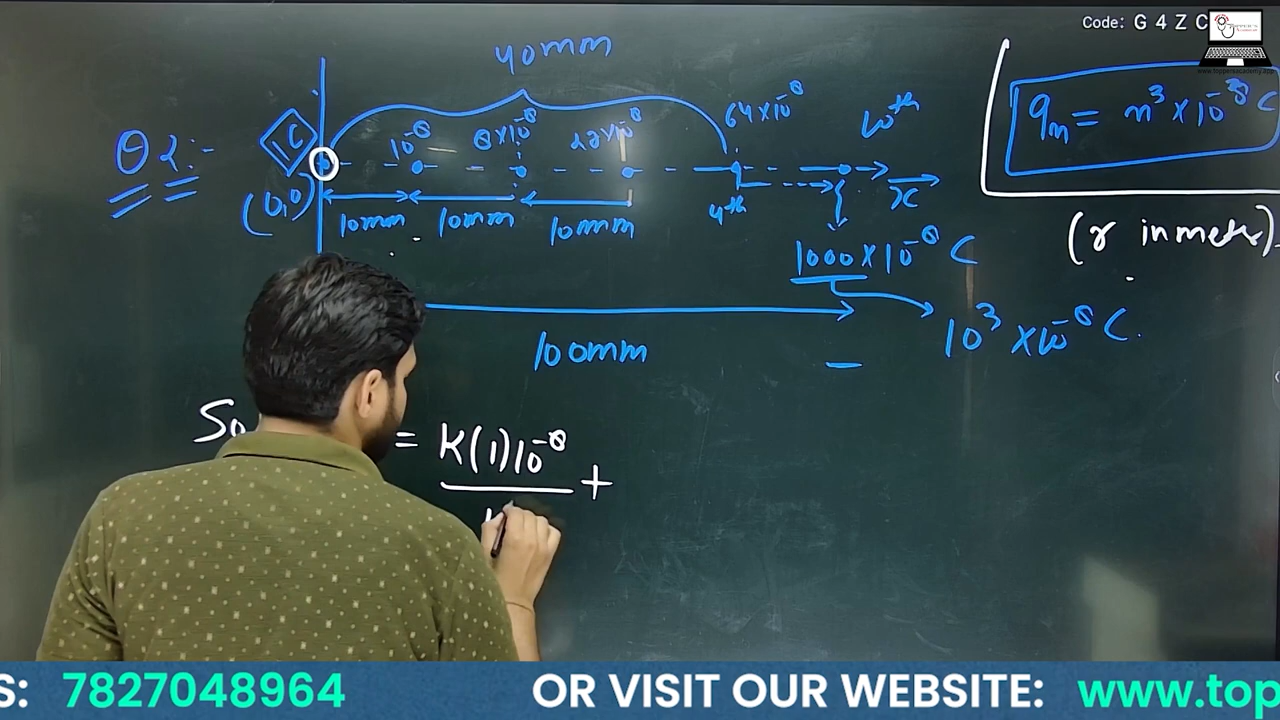 Code: G 4 Z C
40mm
qm = n³ × 10⁻⁸ C
64×10⁻⁸
10th
Q 2:-
1C
10⁻⁸
8×10⁻⁸
27×10⁻⁸
x
(0,0)
10mm
10mm
10mm
4th
(r in meter)
1000×10⁻⁸ C
10³ ×10⁻⁸ C.
100mm
So
= K(1)10⁻⁸ +
S: 7827048964 OR VISIT OUR WEBSITE: www.top